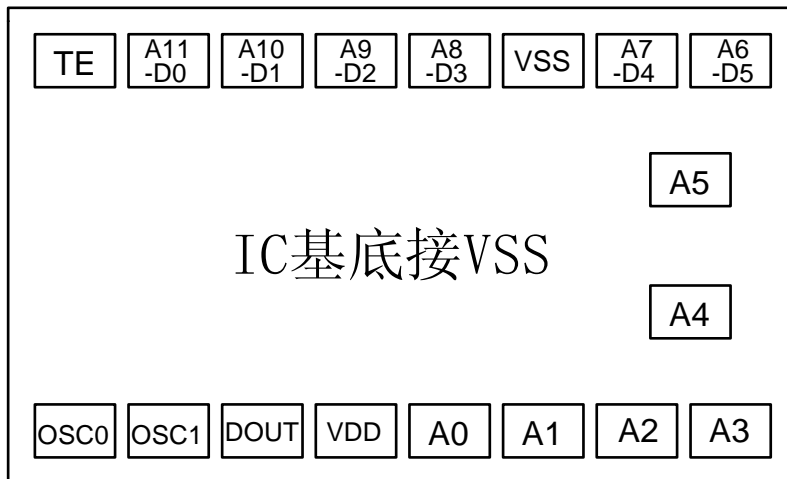 TE
A11
-D0
A10
-D1
A9
-D2
A8
-D3
VSS
A7
-D4
A6
-D5
A5
IC基底接VSS
A4
OSC0
OSC1
DOUT
VDD
A0
A1
A2
A3